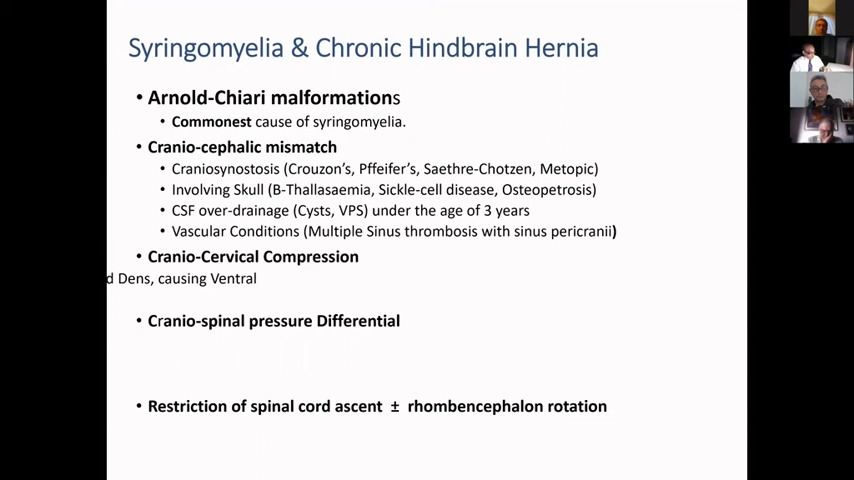 Syringomyelia & Chronic Hindbrain Hernia
• Arnold-Chiari malformations
• Commonest cause of syringomyelia.
• Cranio-cephalic mismatch
• Craniosynostosis (Crouzon's, Pffeifer's, Saethre-Chotzen, Metopic)
• Involving Skull (B-Thallasaemia, Sickle-cell disease, Osteopetrosis)
• CSF over-drainage (Cysts, VPS) under the age of 3 years
• Vascular Conditions (Multiple Sinus thrombosis with sinus pericranii)
• Cranio-Cervical Compression
d Dens, causing Ventral
• Cranio-spinal pressure Differential
• Restriction of spinal cord ascent ± rhombencephalon rotation